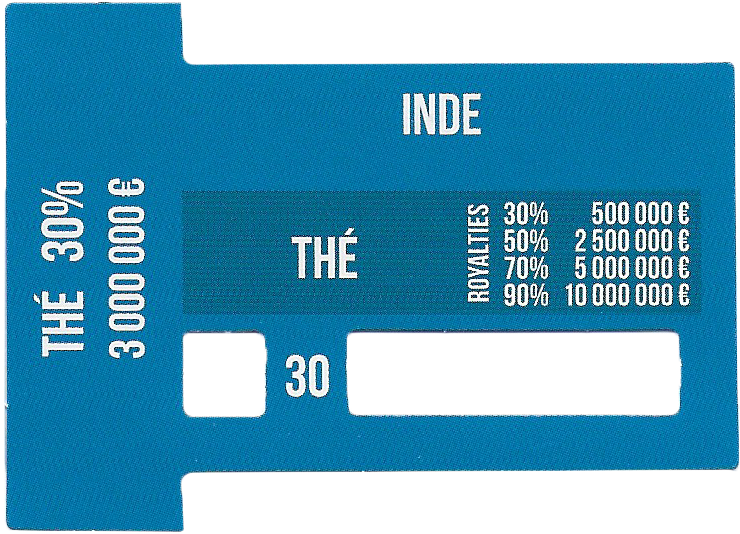 THÉ 30%
3 000 000 €
INDE
THÉ
ROYALTIES
30% 500 000 €
50% 2 500 000 €
70% 5 000 000 €
90% 10 000 000 €
30